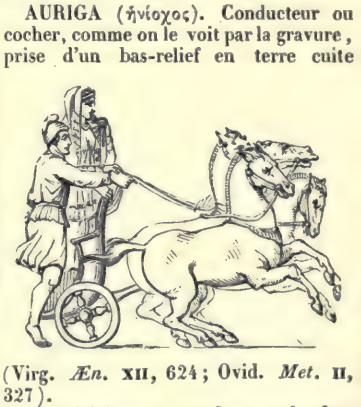 AURIGA (ἡνίοχος). Conducteur ou
cocher, comme on le voit par la gravure,
prise d'un bas-relief en terre cuite
(Virg. Æn. XII, 624; Ovid. Met. II,
327).